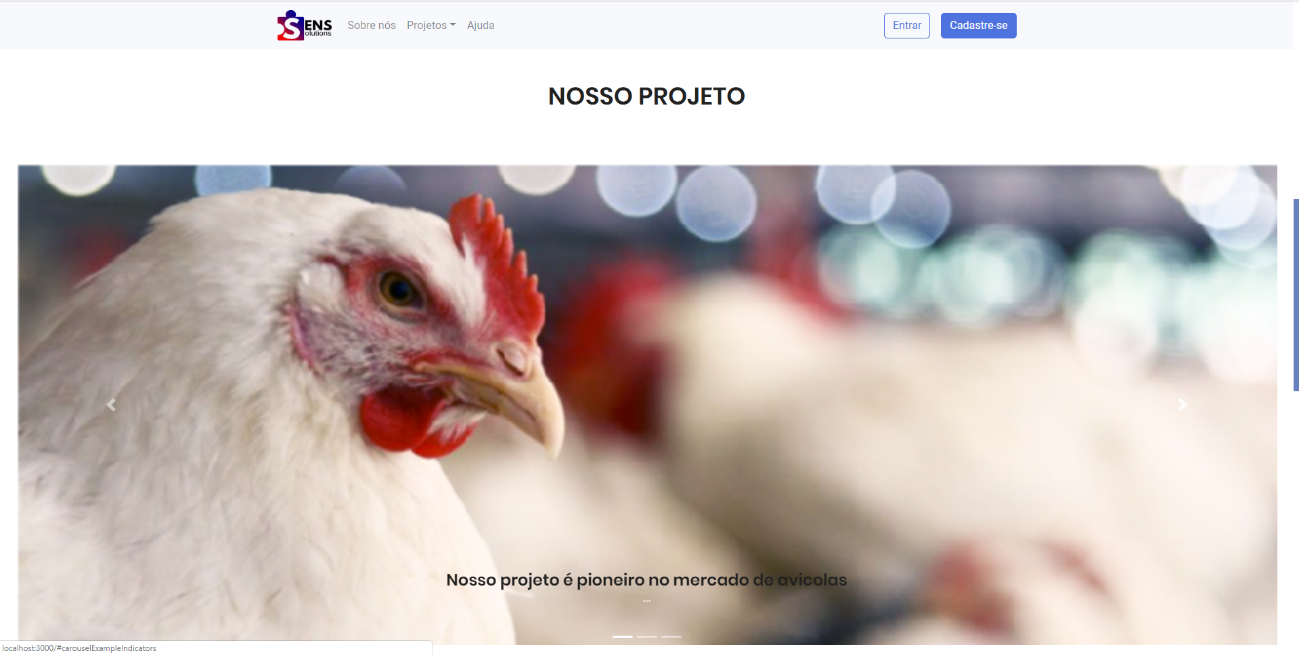 SENS
olutions
Sobre nós
Projetos
Ajuda
Entrar
Cadastre-se
NOSSO PROJETO
Nosso projeto é pioneiro no mercado de avicolas
...
localhost:3000/#carouselExampleIndicators